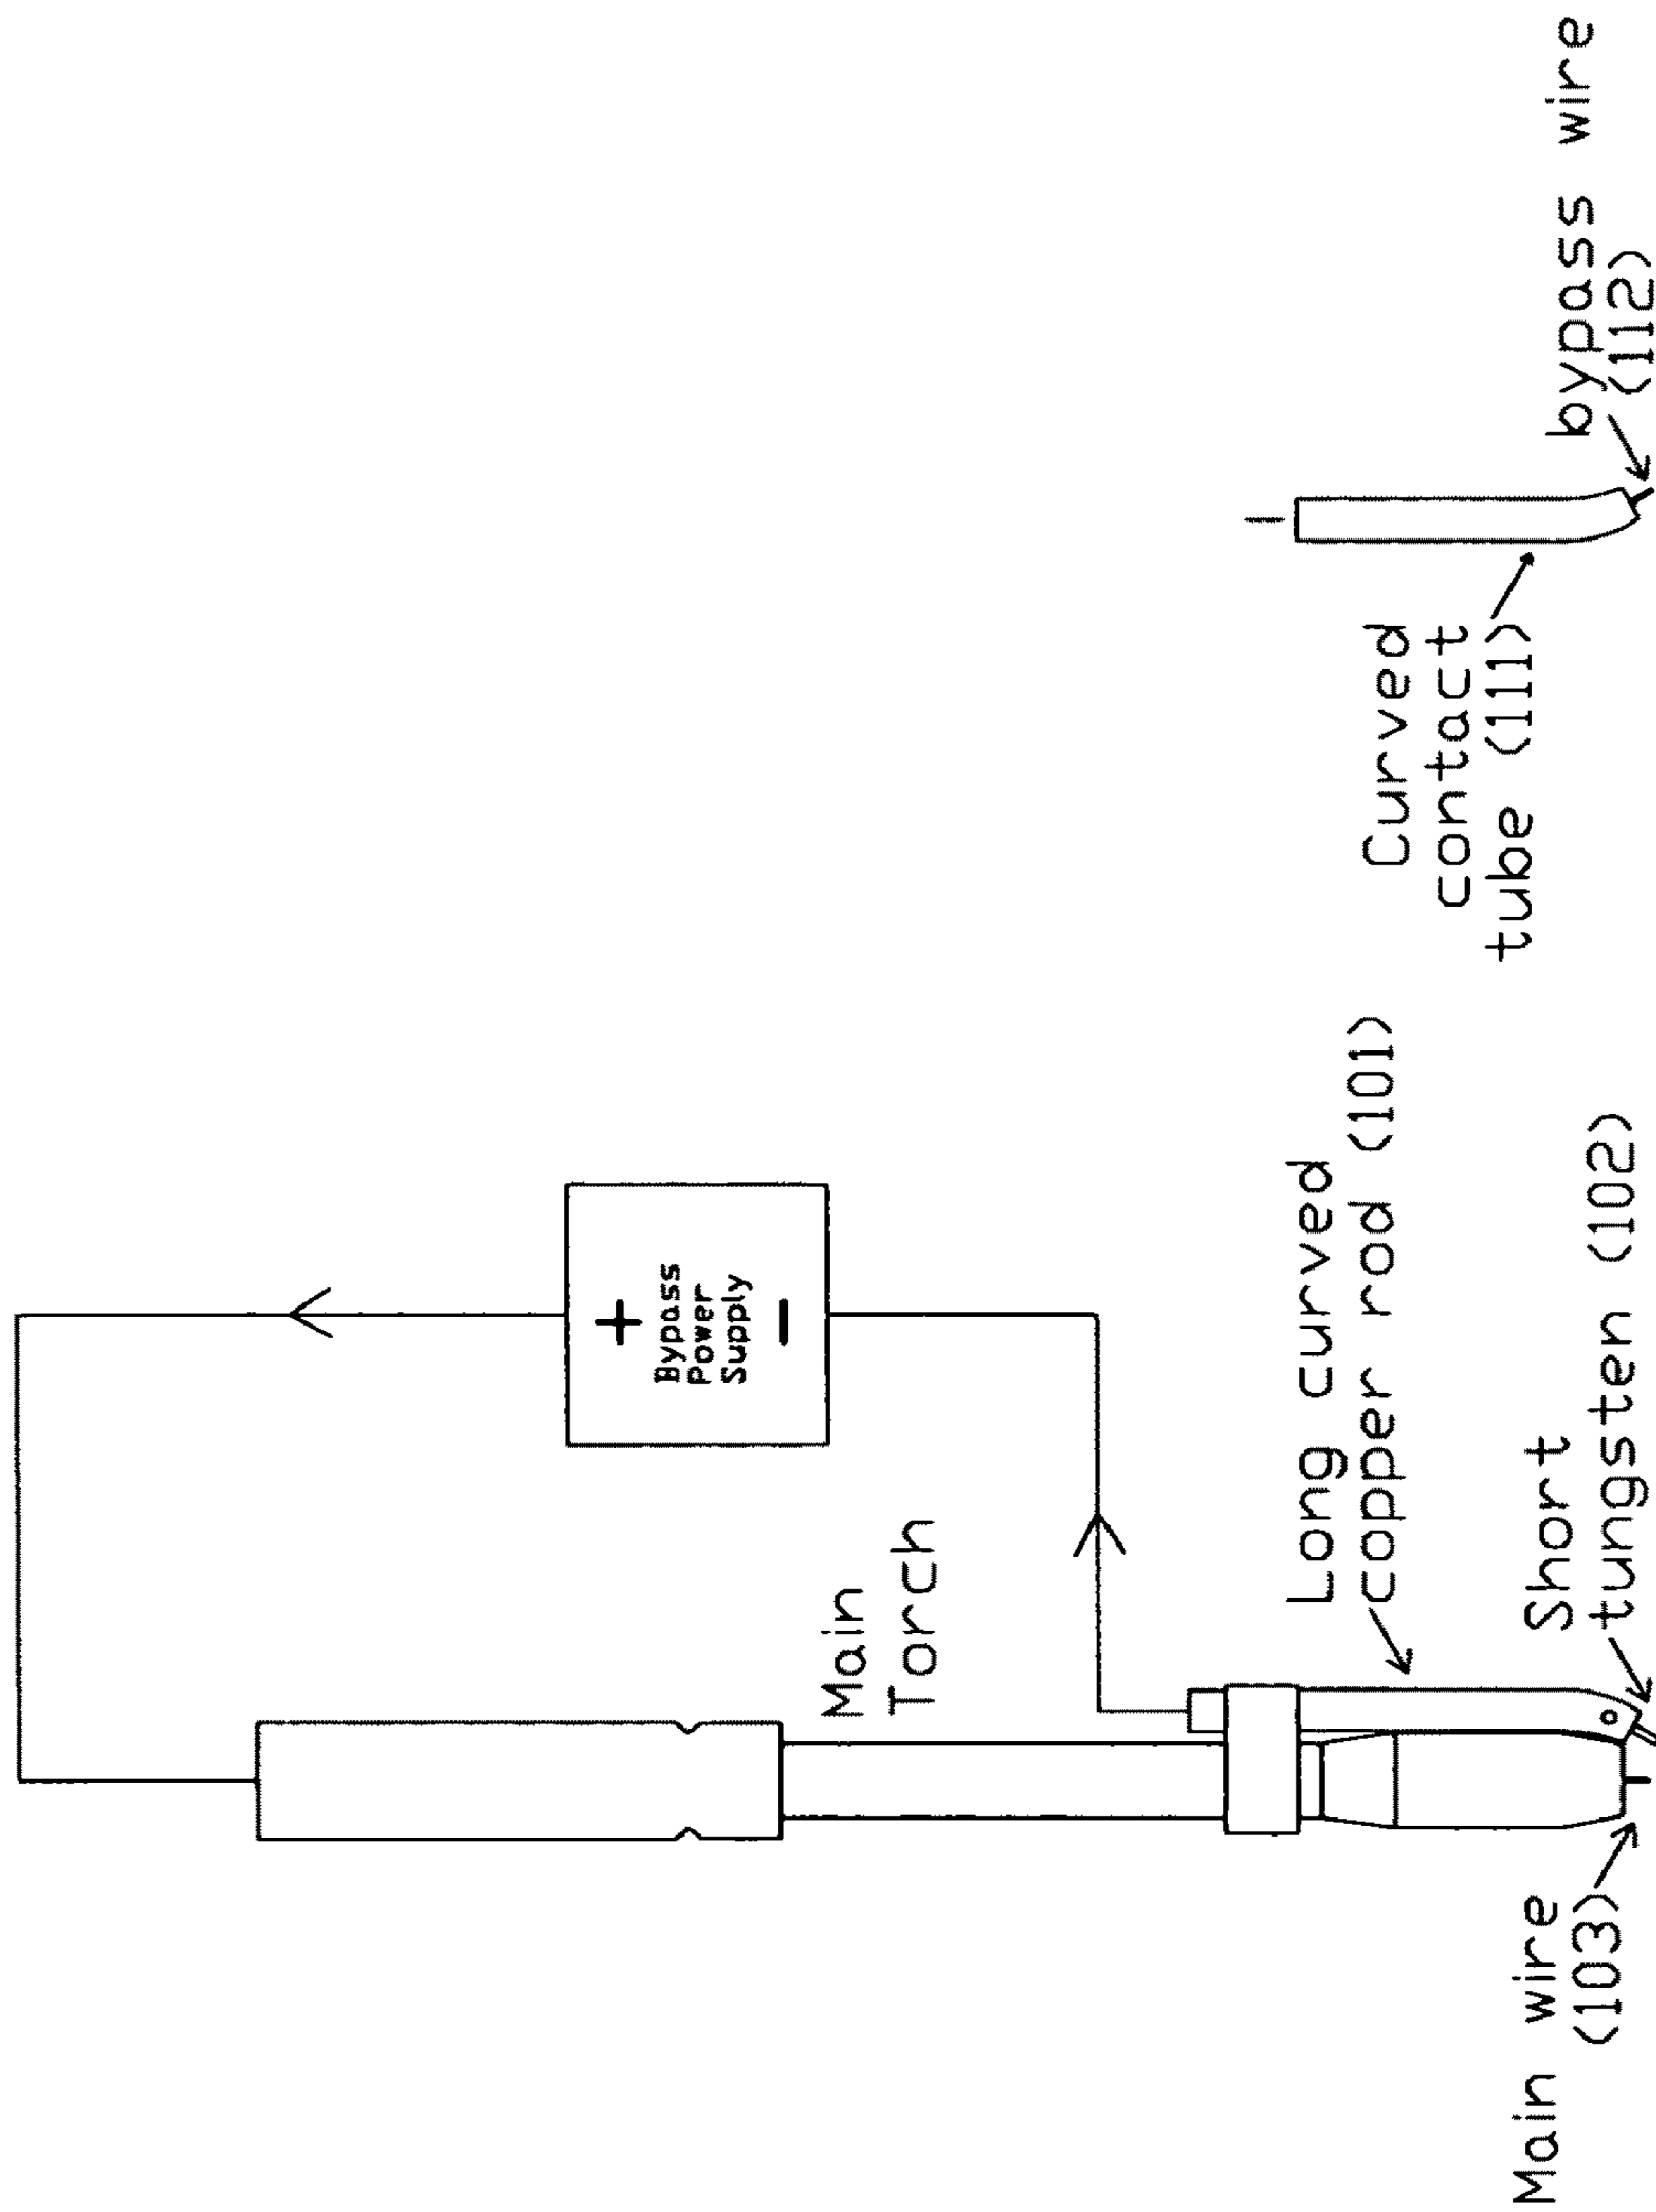 +
Bypass
Power
Supply
-
Main
Torch
Long curved
copper rod (101)
Short
tungsten (102)
Main wire
(103)
Curved
contact
tube (111)
bypass wire
(112)